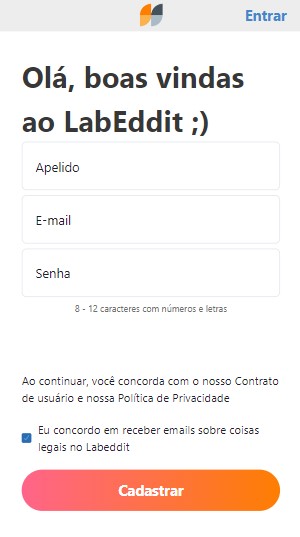 Entrar
Olá, boas vindas
ao LabEddit ;)
Apelido
E-mail
Senha
8 - 12 caracteres com números e letras
Ao continuar, você concorda com o nosso Contrato
de usuário e nossa Política de Privacidade
Eu concordo em receber emails sobre coisas
legais no Labeddit
Cadastrar